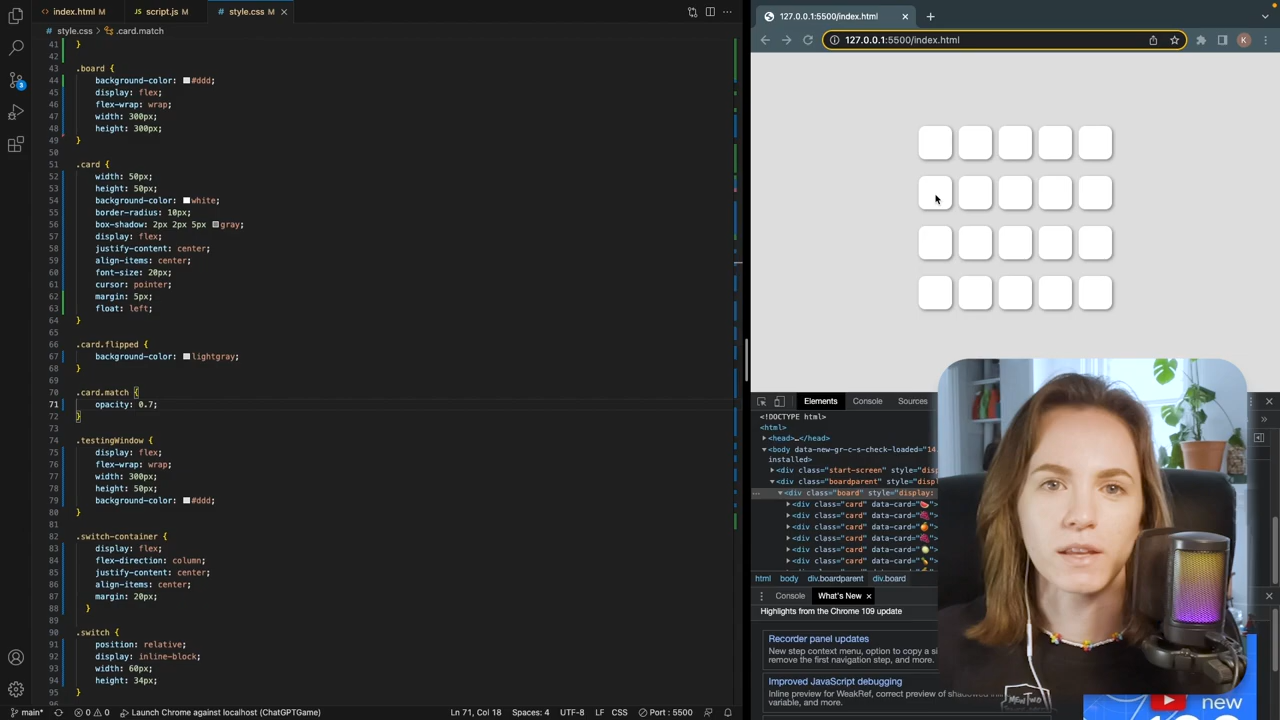 index.html M
script.js M
style.css M
style.css > .card.match
41 }
42
43 .board {
44 background-color: #ddd;
45 display: flex;
46 flex-wrap: wrap;
47 width: 300px;
48 height: 300px;
49 }
50
51 .card {
52 width: 50px;
53 height: 50px;
54 background-color: white;
55 border-radius: 10px;
56 box-shadow: 2px 2px 5px gray;
57 display: flex;
58 justify-content: center;
59 align-items: center;
60 font-size: 20px;
61 cursor: pointer;
62 margin: 5px;
63 float: left;
64 }
65
66 .card.flipped {
67 background-color: lightgray;
68 }
69
70 .card.match {
71 opacity: 0.7;
72 }
73
74 .testingWindow {
75 display: flex;
76 flex-wrap: wrap;
77 width: 300px;
78 height: 50px;
79 background-color: #ddd;
80 }
81
82 .switch-container {
83 display: flex;
84 flex-direction: column;
85 justify-content: center;
86 align-items: center;
87 margin: 20px;
88 }
89
90 .switch {
91 position: relative;
92 display: inline-block;
93 width: 60px;
94 height: 34px;
95 }
3
main*
0 0
Launch Chrome against localhost (ChatGPTGame)
Ln 71, Col 18
Spaces: 4
UTF-8
LF
CSS
Port : 5500
127.0.0.1:5500/index.html
127.0.0.1:5500/index.html
K
Elements
Console
Sources
<!DOCTYPE html>
<html>
<head>…</head>
<body data-new-gr-c-s-check-loaded="14
installed>
<div class="start-screen" style="disp
<div class="boardparent" style="displ
<div class="board" style="display:
<div class="card" data-card="🍉">
<div class="card" data-card="🍇">
<div class="card" data-card="🍎">
<div class="card" data-card="🍇">
<div class="card" data-card=
<div class="card" data-card=
html
body
div.boardparent
div.board
Console
What's New
Highlights from the Chrome 109 update
Recorder panel updates
New step context menu, option to copy a si
remove the first navigation step, and more.
Improved JavaScript debugging
Inline preview for WeakRef, correct preview of shadowed
variable, and more.
new